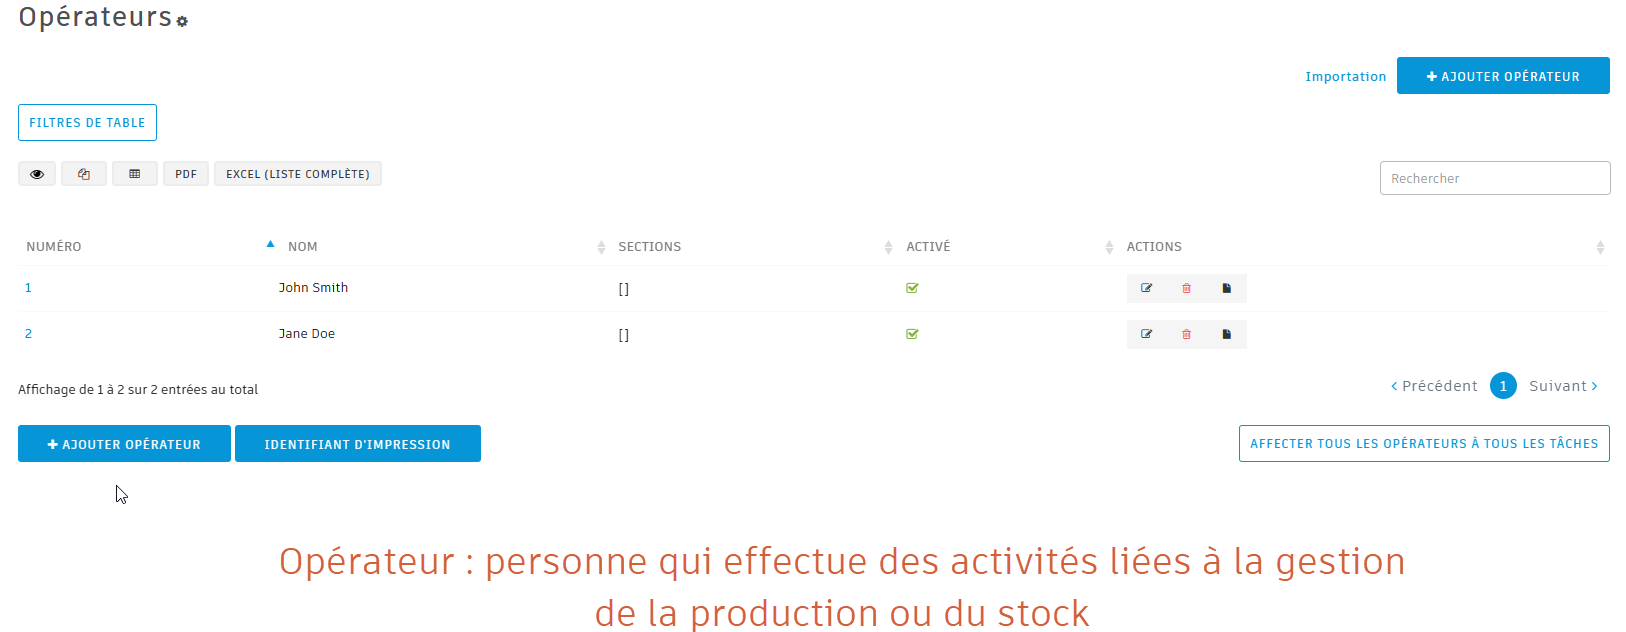 Opérateurs
Importation
AJOUTER OPÉRATEUR
FILTRES DE TABLE
PDF
EXCEL (LISTE COMPLÈTE)
Rechercher
NUMÉRO NOM SECTIONS ACTIVÉ ACTIONS
1 John Smith []
2 Jane Doe []
Affichage de 1 à 2 sur 2 entrées au total
Précédent 1 Suivant
AJOUTER OPÉRATEUR
IDENTIFIANT D'IMPRESSION
AFFECTER TOUS LES OPÉRATEURS À TOUS LES TÂCHES
Opérateur : personne qui effectue des activités liées à la gestion
de la production ou du stock